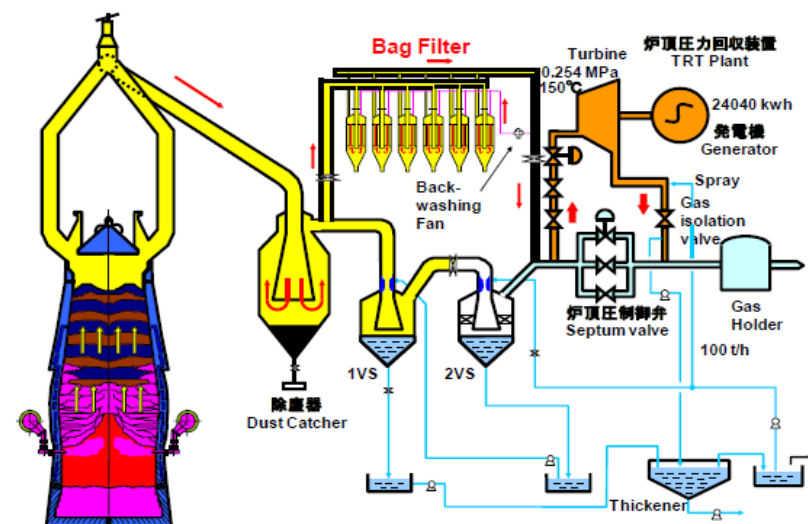 Bag Filter
Turbine
0.254 MPa
150℃
炉頂圧力回収装置
TRT Plant
24040 kwh
発電機
Generator
Back-
washing
Fan
Spray
Gas
isolation
valve
炉頂圧制御弁
Septum valve
Gas
Holder
1VS
2VS
100 t/h
除塵器
Dust Catcher
Thickener